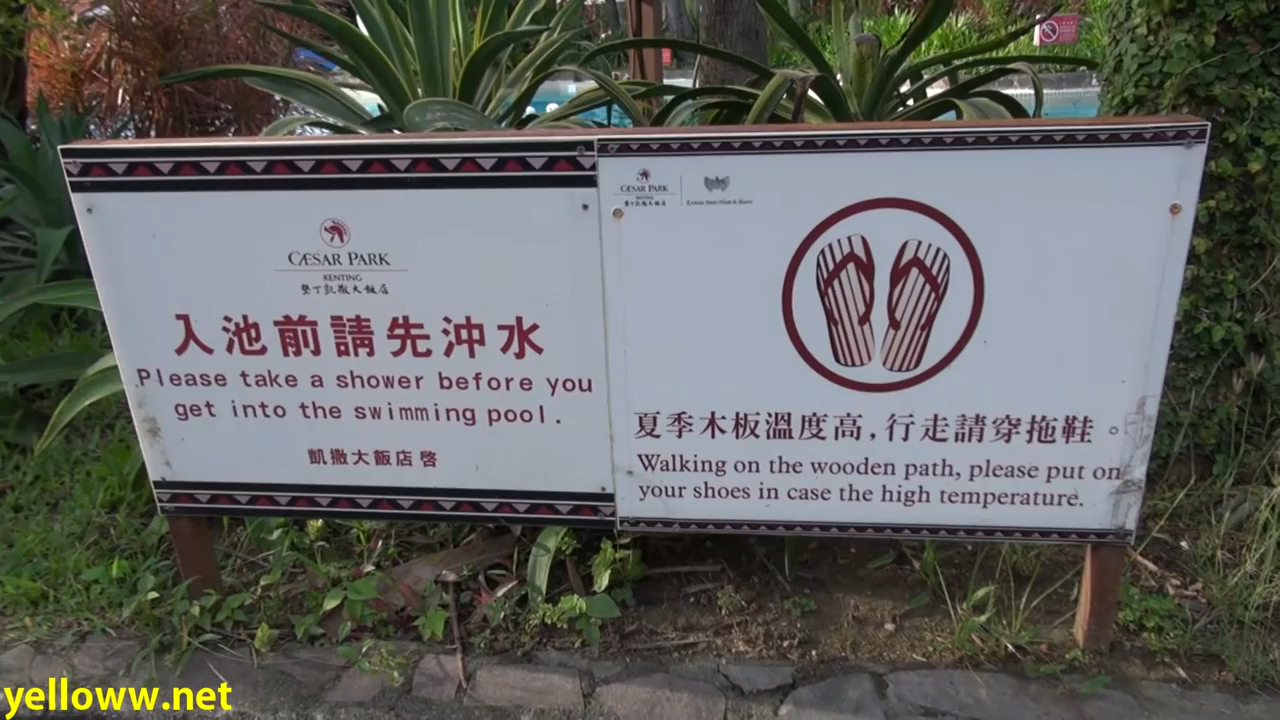 CÆSAR PARK
KENTING
墾丁凱撒大飯店
入池前請先沖水
Please take a shower before you
get into the swimming pool.
凱撒大飯店 啓
CÆSAR PARK
KENTING
墾丁凱撒大飯店
夏季木板溫度高,行走請穿拖鞋。
Walking on the wooden path, please put on
your shoes in case the high temperature.
yelloww.net